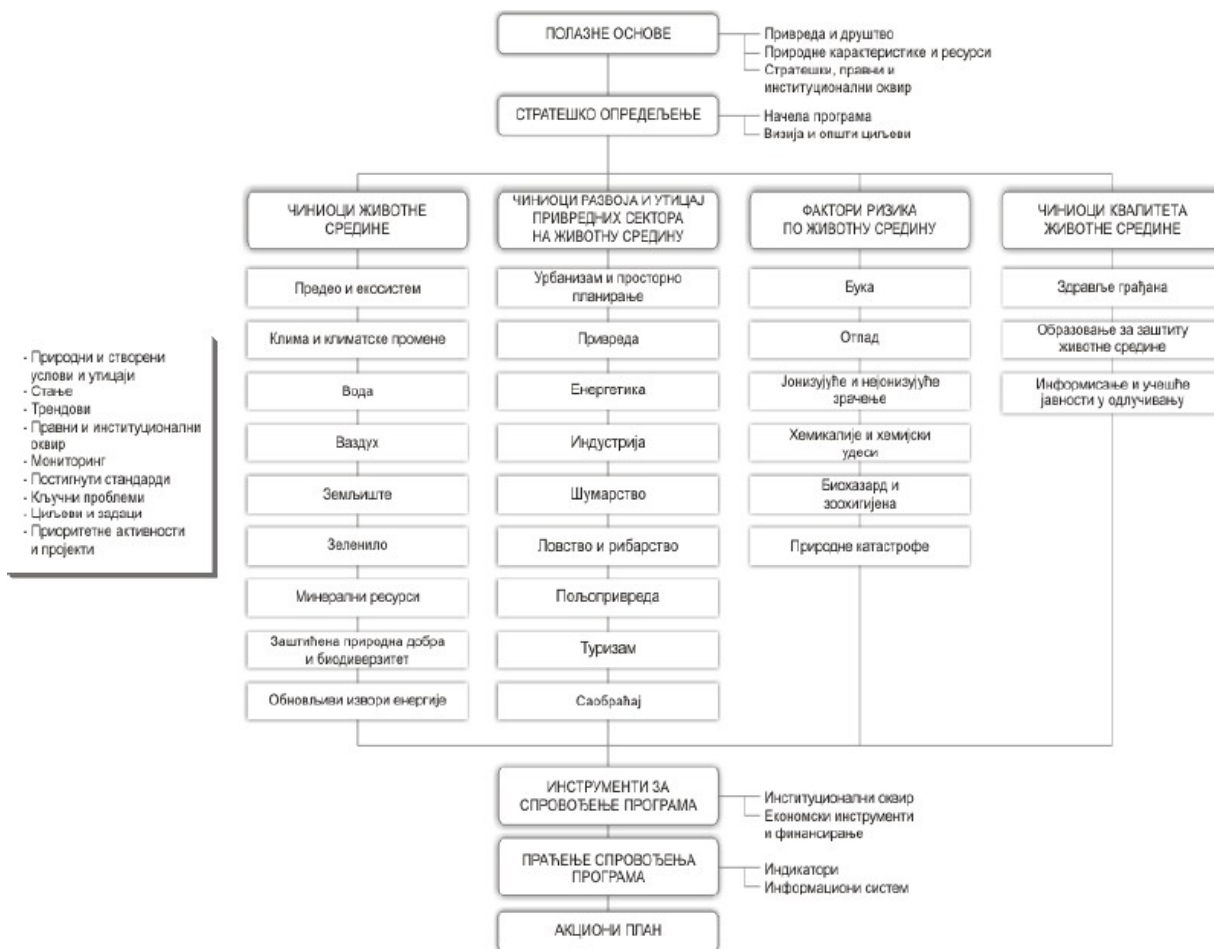 ПОЛАЗНЕ ОСНОВЕ
Привреда и друштво
Природне карактеристике и ресурси
Стратешки, правни и
институционални оквир
СТРАТЕШКО ОПРЕДЕЉЕЊЕ
Начела програма
Визија и општи циљеви
- Природни и створени
услови и утицаји
- Стање
- Трендови
- Правни и институционални
оквир
- Мониторинг
- Постигнути стандарди
- Кључни проблеми
- Циљеви и задаци
- Приоритетне активности
и пројекти
ЧИНИОЦИ ЖИВОТНЕ
СРЕДИНЕ
Предео и екосистем
Клима и климатске промене
Вода
Ваздух
Земљиште
Зеленило
Минерални ресурси
Заштићена природна добра
и биодиверзитет
Обновљиви извори енергије
ЧИНИОЦИ РАЗВОЈА И УТИЦАЈ
ПРИВРЕДНИХ СЕКТОРА
НА ЖИВОТНУ СРЕДИНУ
Урбанизам и просторно
планирање
Привреда
Енергетика
Индустрија
Шумарство
Ловство и рибарство
Пољопривреда
Туризам
Саобраћај
ФАКТОРИ РИЗИКА
ПО ЖИВОТНУ СРЕДИНУ
Бука
Отпад
Јонизујуће и нејонизујуће
зрачење
Хемикалије и хемијски
удеси
Биохазард и
зоохигијена
Природне катастрофе
ЧИНИОЦИ КВАЛИТЕТА
ЖИВОТНЕ СРЕДИНЕ
Здравље грађана
Образовање за заштиту
животне средине
Информисање и учешће
јавности у одлучивању
ИНСТРУМЕНТИ ЗА
СПРОВОЂЕЊЕ ПРОГРАМА
Институционални оквир
Економски инструменти
и финансирање
ПРАЋЕЊЕ СПРОВОЂЕЊА
ПРОГРАМА
Индикатори
Информациони систем
АКЦИОНИ ПЛАН